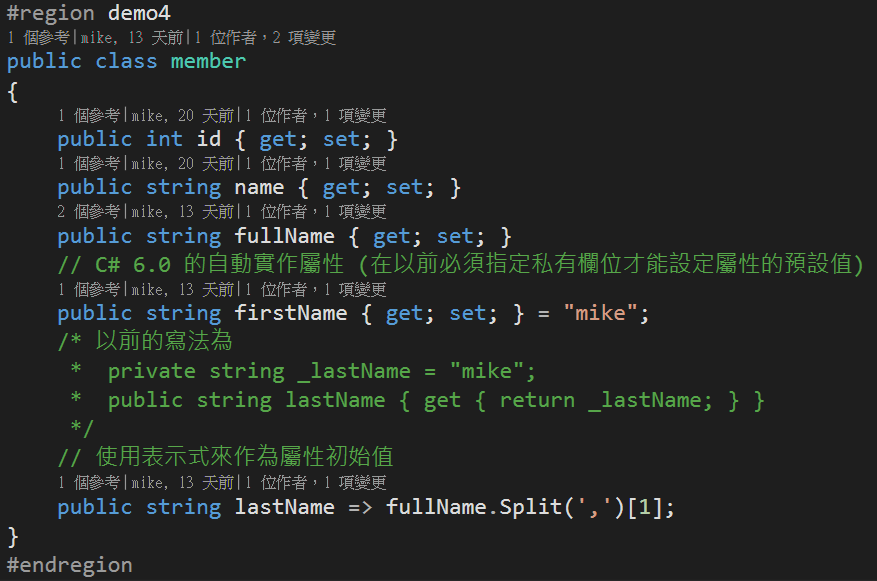 #region demo4
1 個參考|mike, 13 天前|1 位作者，2 項變更
public class member
{
1 個參考|mike, 20 天前|1 位作者，1 項變更
public int id { get; set; }
1 個參考|mike, 20 天前|1 位作者，1 項變更
public string name { get; set; }
2 個參考|mike, 13 天前|1 位作者，1 項變更
public string fullName { get; set; }
// C# 6.0 的自動實作屬性 (在以前必須指定私有欄位才能設定屬性的預設值)
1 個參考|mike, 13 天前|1 位作者，1 項變更
public string firstName { get; set; } = "mike";
/* 以前的寫法為
*  private string _lastName = "mike";
*  public string lastName { get { return _lastName; } }
*/
// 使用表示式來作為屬性初始值
1 個參考|mike, 13 天前|1 位作者，1 項變更
public string lastName => fullName.Split(',')[1];
}
#endregion